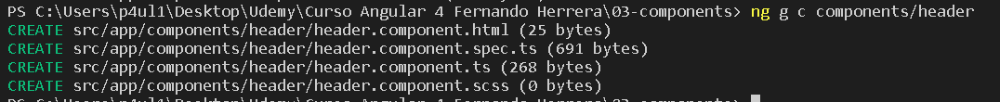 PS C:\Users\p4ul1\Desktop\Udemy\Curso Angular 4 Fernando Herrera\03-components> ng g c components/header
CREATE src/app/components/header/header.component.html (25 bytes)
CREATE src/app/components/header/header.component.spec.ts (691 bytes)
CREATE src/app/components/header/header.component.ts (268 bytes)
CREATE src/app/components/header/header.component.scss (0 bytes)
PS C:\Users\p4ul1\Desktop\Udemy\Curso Angular 4 Fernando Herrera\03-components>